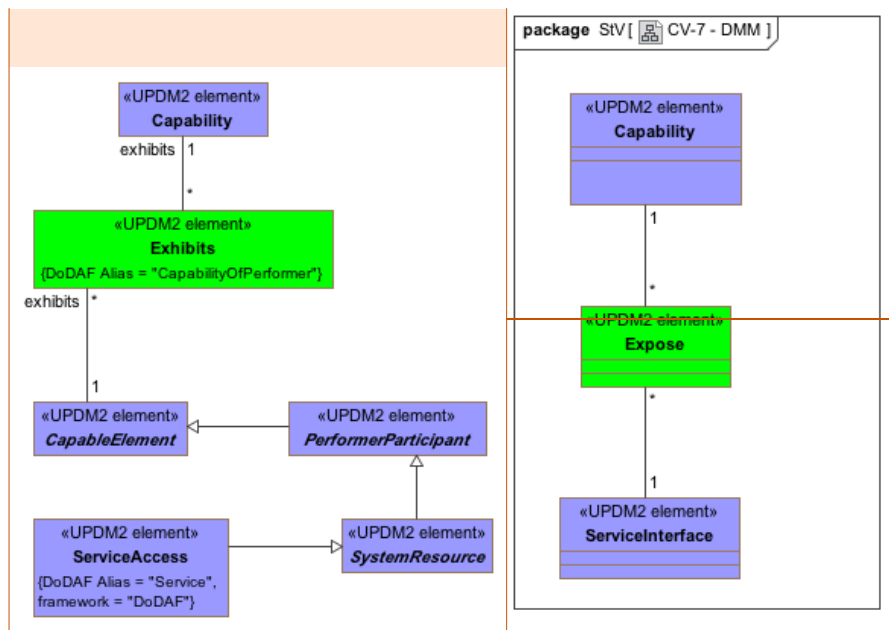 «UPDM2 element»
Capability
exhibits 1
*
«UPDM2 element»
Exhibits
{DoDAF Alias = "CapabilityOfPerformer"}
exhibits *
1
«UPDM2 element»
CapableElement
«UPDM2 element»
PerformerParticipant
«UPDM2 element»
ServiceAccess
{DoDAF Alias = "Service",
framework = "DoDAF"}
«UPDM2 element»
SystemResource
package StV [ CV-7 - DMM ]
«UPDM2 element»
Capability
1
*
«UPDM2 element»
Expose
*
1
«UPDM2 element»
ServiceInterface